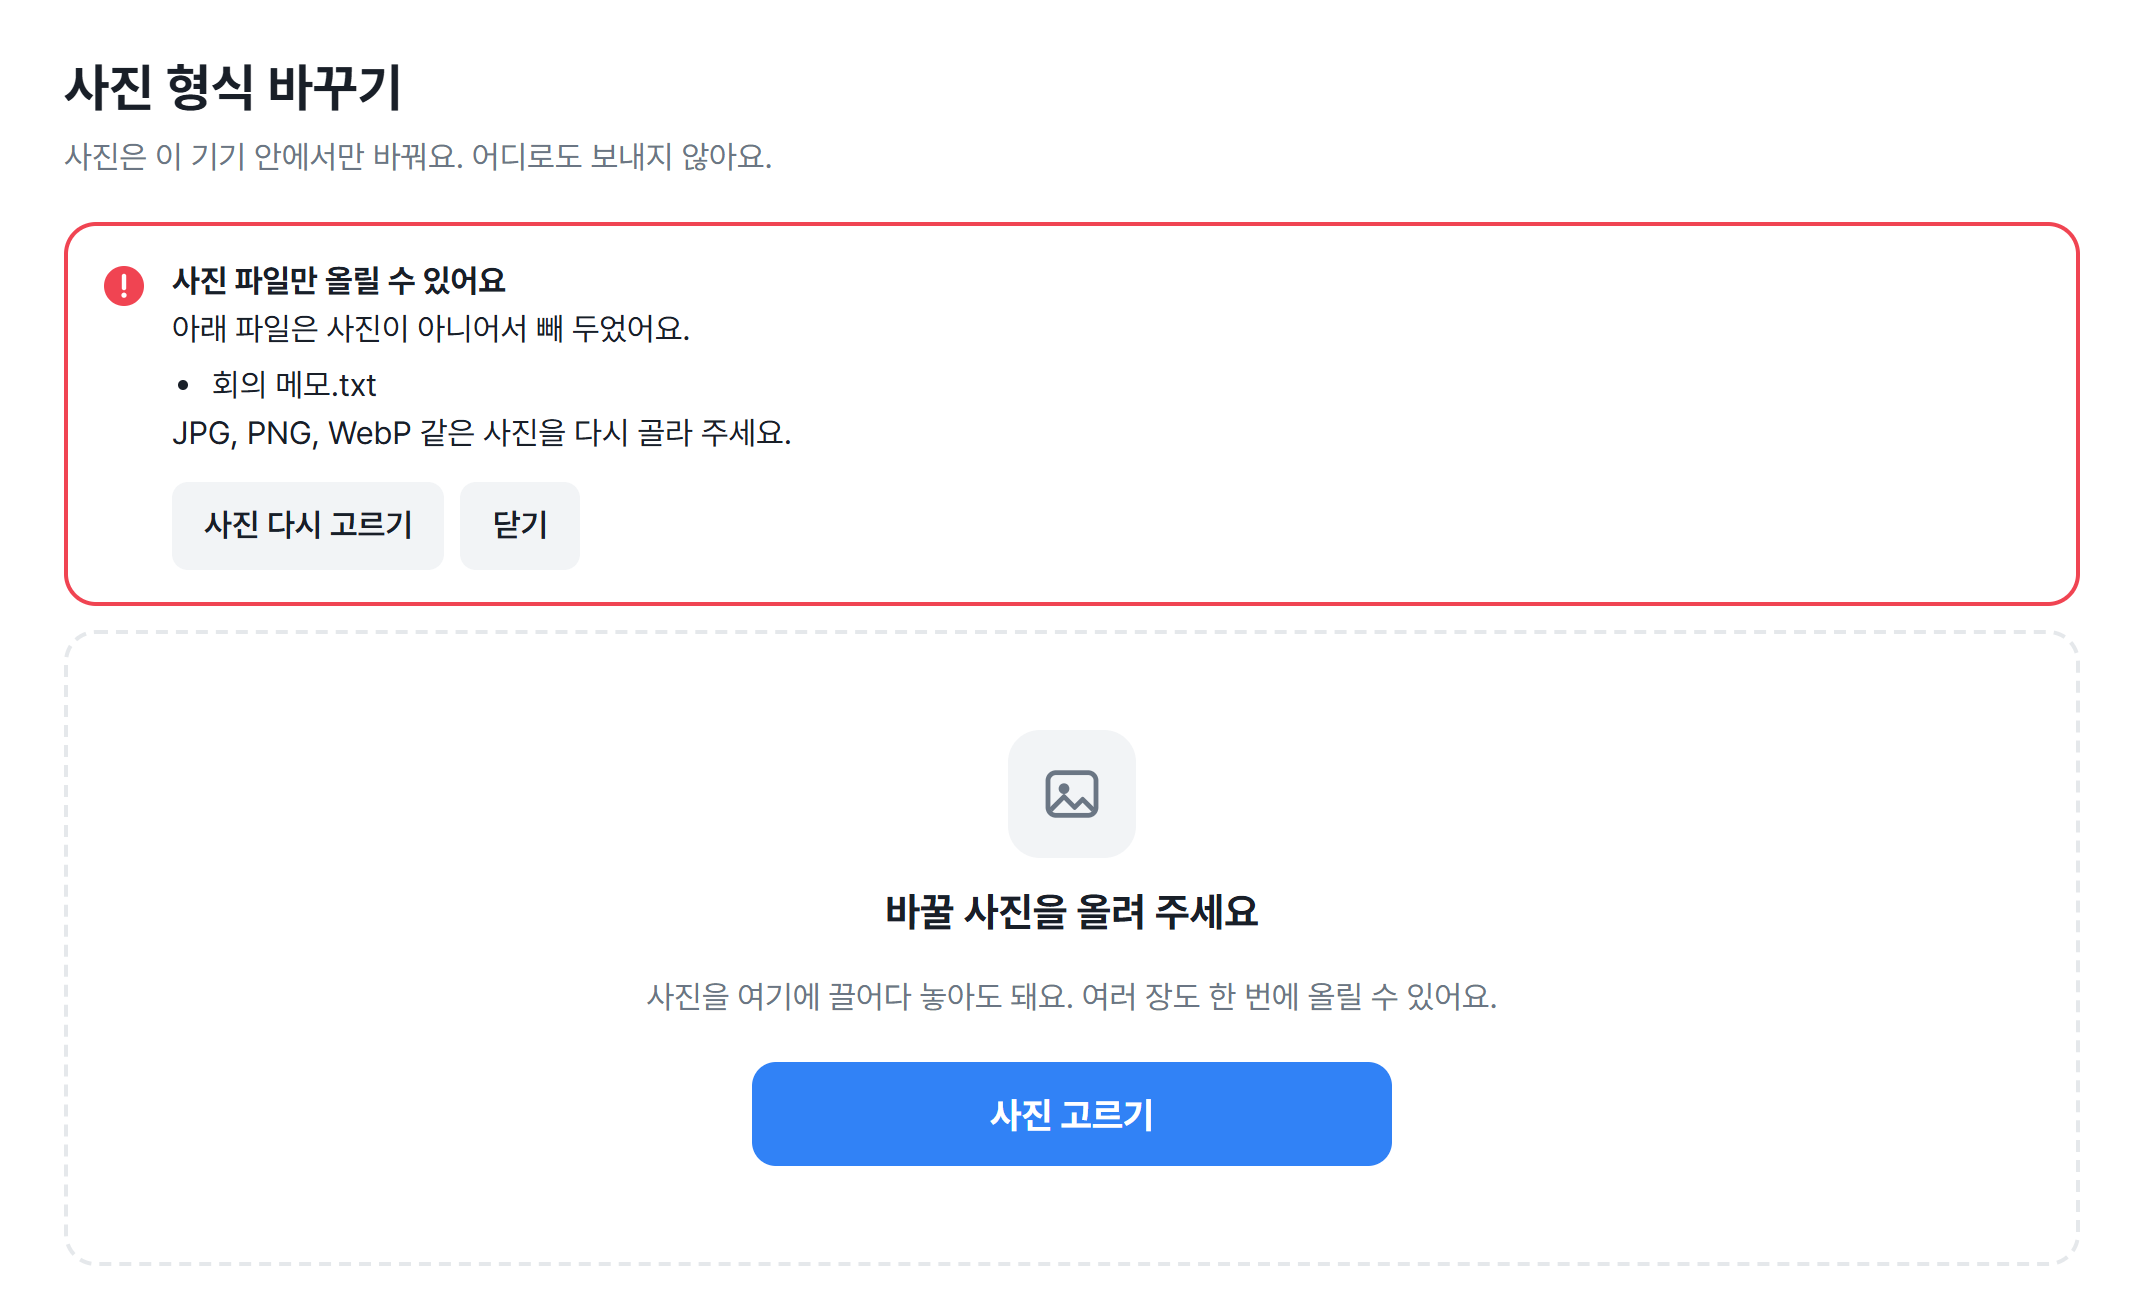 사진 형식 바꾸기
사진은 이 기기 안에서만 바꿔요. 어디로도 보내지 않아요.
사진 파일만 올릴 수 있어요
아래 파일은 사진이 아니어서 빼 두었어요.
• 회의 메모.txt
JPG, PNG, WebP 같은 사진을 다시 골라 주세요.
사진 다시 고르기 닫기
바꿀 사진을 올려 주세요
사진을 여기에 끌어다 놓아도 돼요. 여러 장도 한 번에 올릴 수 있어요.
사진 고르기